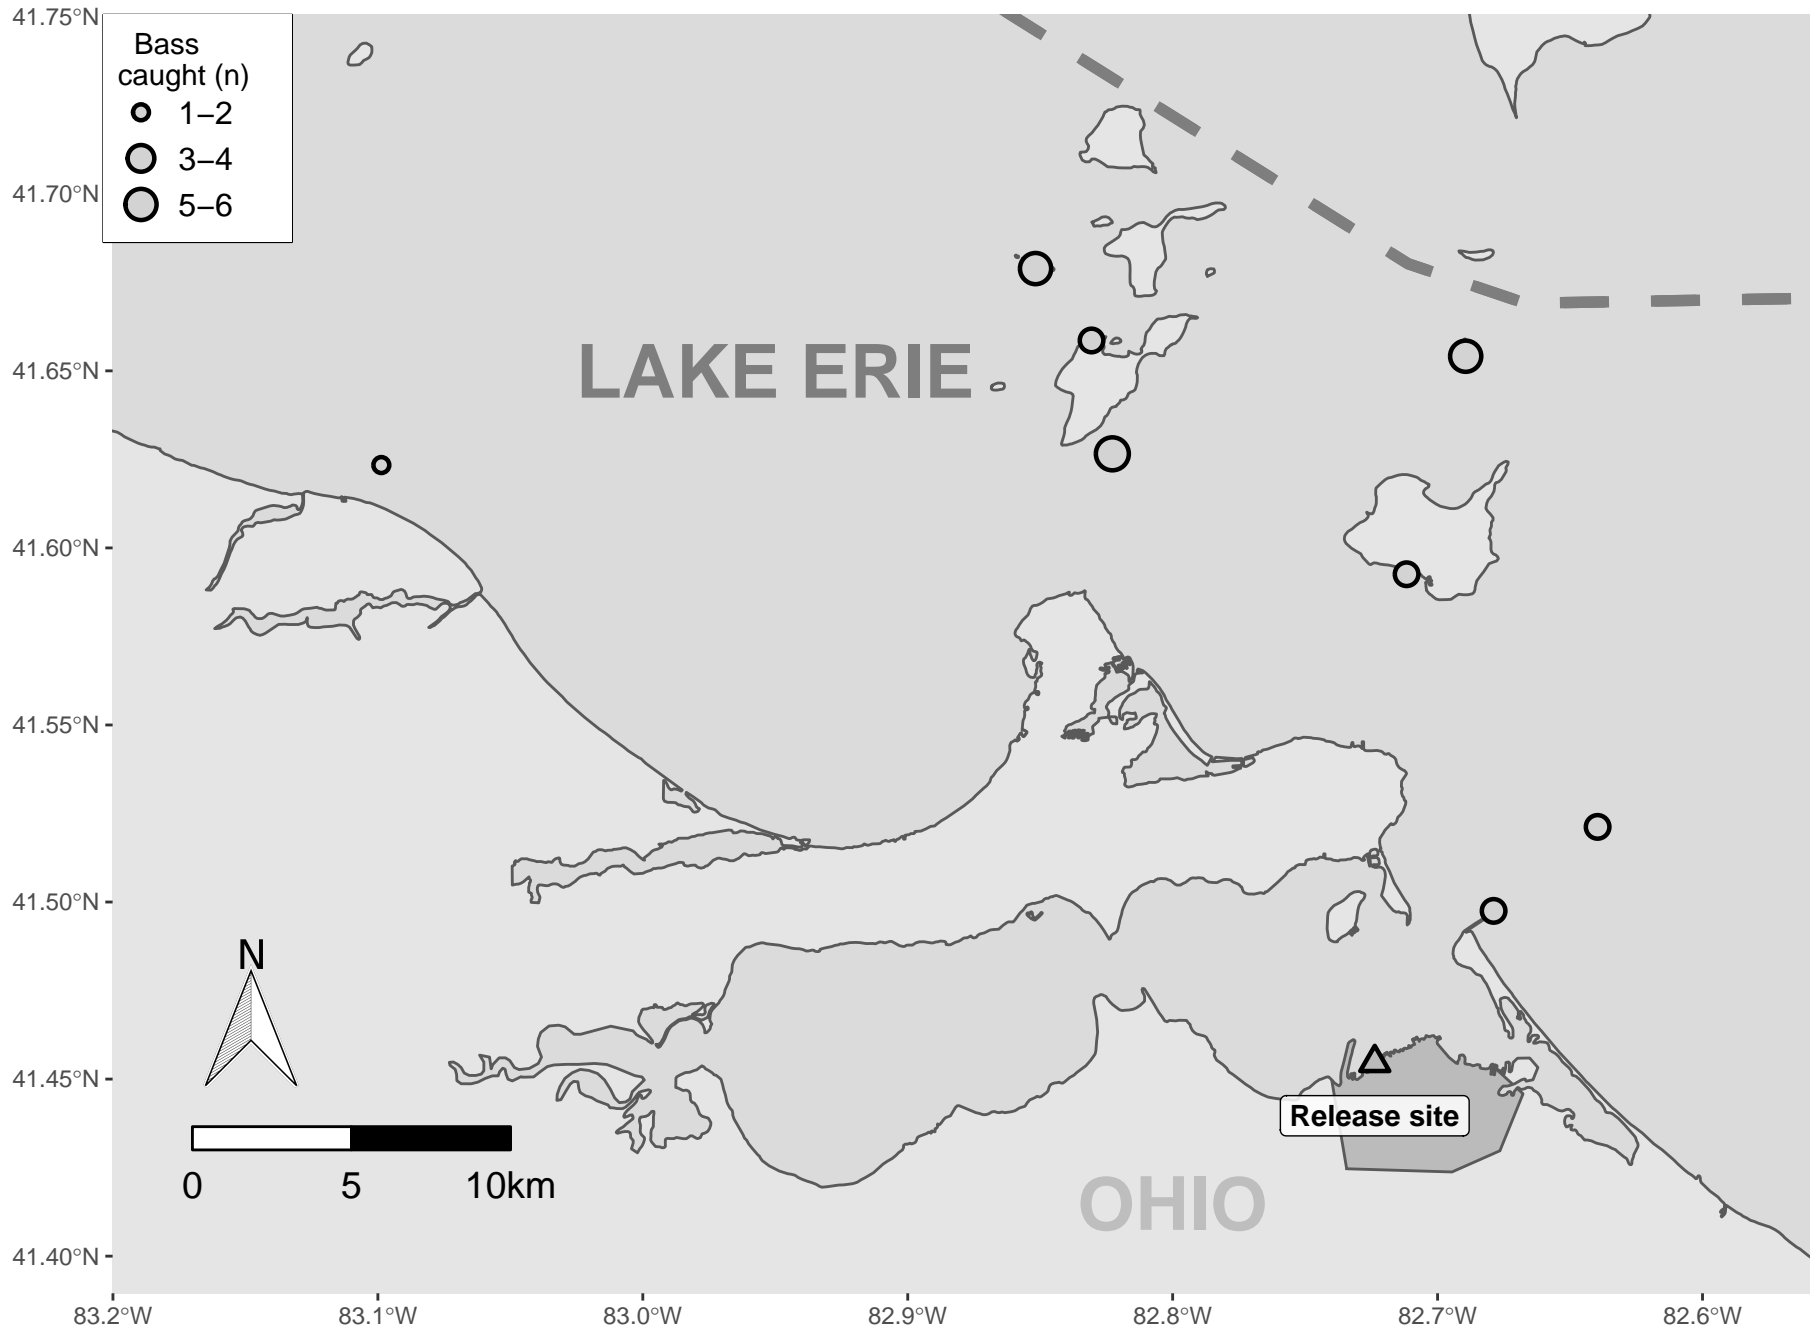 41.75°N
41.70°N
41.65°N
41.60°N
41.55°N
41.50°N
41.45°N
41.40°N
Bass
caught (n)
1–2
3–4
5–6
LAKE ERIE
N
0 5 10km
Release site
OHIO
83.2°W 83.1°W 83.0°W 82.9°W 82.8°W 82.7°W 82.6°W